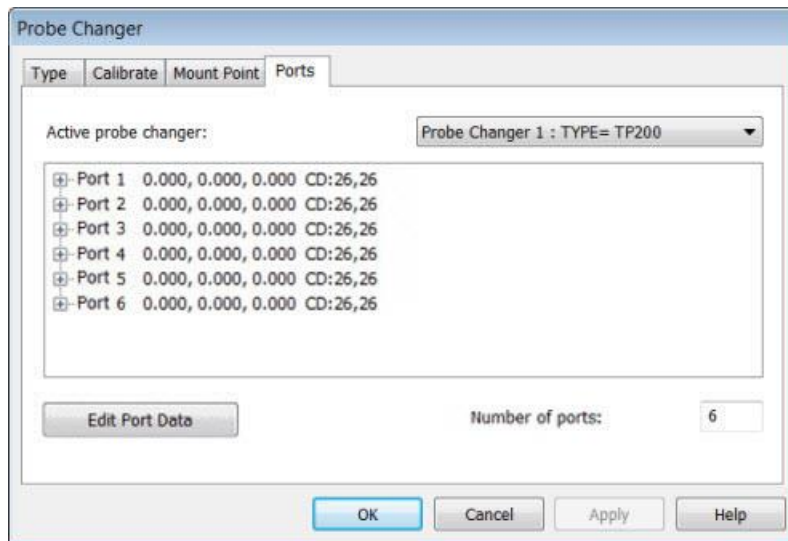 Probe Changer
Type Calibrate Mount Point Ports
Active probe changer: Probe Changer 1 : TYPE= TP200
Port 1 0.000, 0.000, 0.000 CD:26,26
Port 2 0.000, 0.000, 0.000 CD:26,26
Port 3 0.000, 0.000, 0.000 CD:26,26
Port 4 0.000, 0.000, 0.000 CD:26,26
Port 5 0.000, 0.000, 0.000 CD:26,26
Port 6 0.000, 0.000, 0.000 CD:26,26
Edit Port Data Number of ports: 6
OK Cancel Apply Help